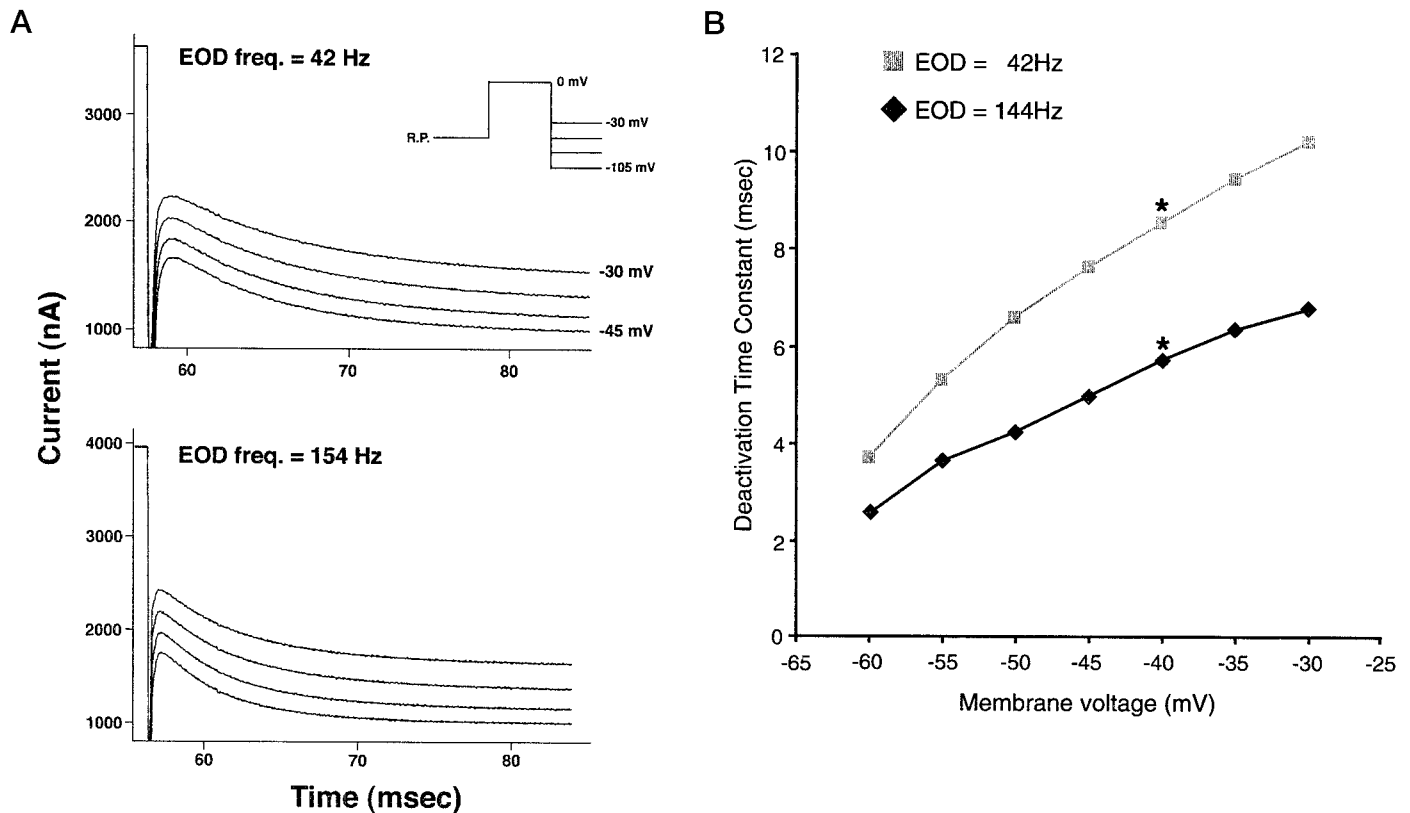 A
EOD freq. = 42 Hz
0 mV
-30 mV
R.P.
-105 mV
3000
2000
1000
-30 mV
-45 mV
60
70
80
Current (nA)
EOD freq. = 154 Hz
4000
3000
2000
1000
60
70
80
Time (msec)
B
EOD = 42Hz
EOD = 144Hz
12
10
8
6
4
2
0
Deactivation Time Constant (msec)
*
*
-65 -60 -55 -50 -45 -40 -35 -30 -25
Membrane voltage (mV)